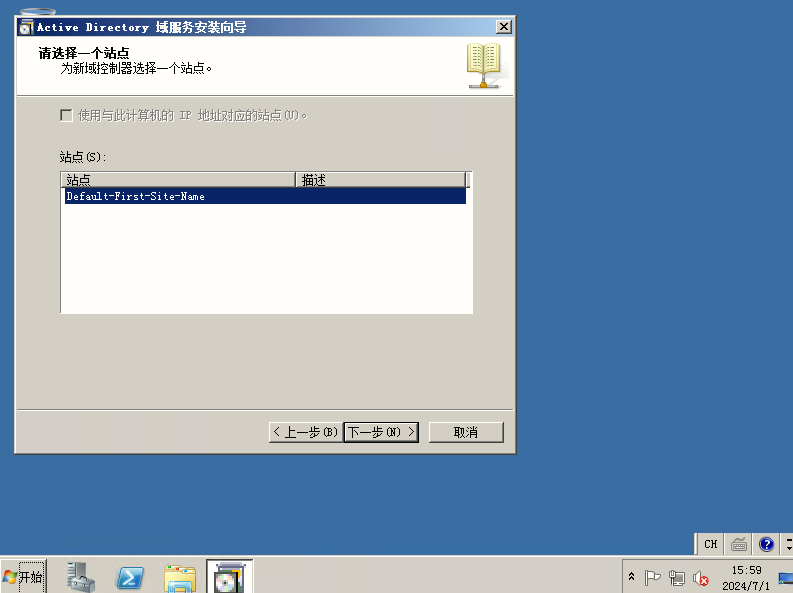 Active Directory 域服务安装向导
请选择一个站点
为新域控制器选择一个站点。
使用与此计算机的 IP 地址对应的站点(U)。
站点(S):
站点 描述
Default-First-Site-Name
< 上一步(B) 下一步(N) > 取消
CH
开始
15:59
2024/7/1